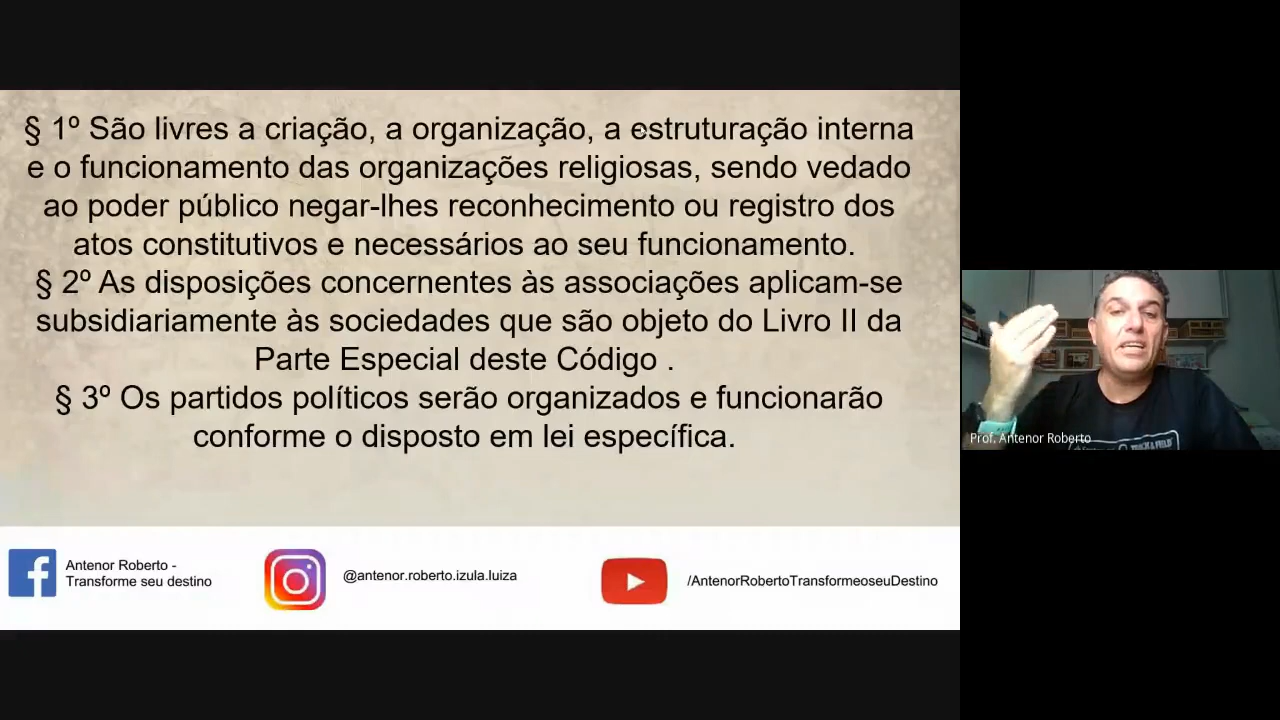 § 1º São livres a criação, a organização, a estruturação interna
e o funcionamento das organizações religiosas, sendo vedado
ao poder público negar-lhes reconhecimento ou registro dos
atos constitutivos e necessários ao seu funcionamento.
§ 2º As disposições concernentes às associações aplicam-se
subsidiariamente às sociedades que são objeto do Livro II da
Parte Especial deste Código .
§ 3º Os partidos políticos serão organizados e funcionarão
conforme o disposto em lei específica.
Prof. Antenor Roberto
Antenor Roberto -
Transforme seu destino
@antenor.roberto.izula.luiza
/AntenorRobertoTransformeoseuDestino